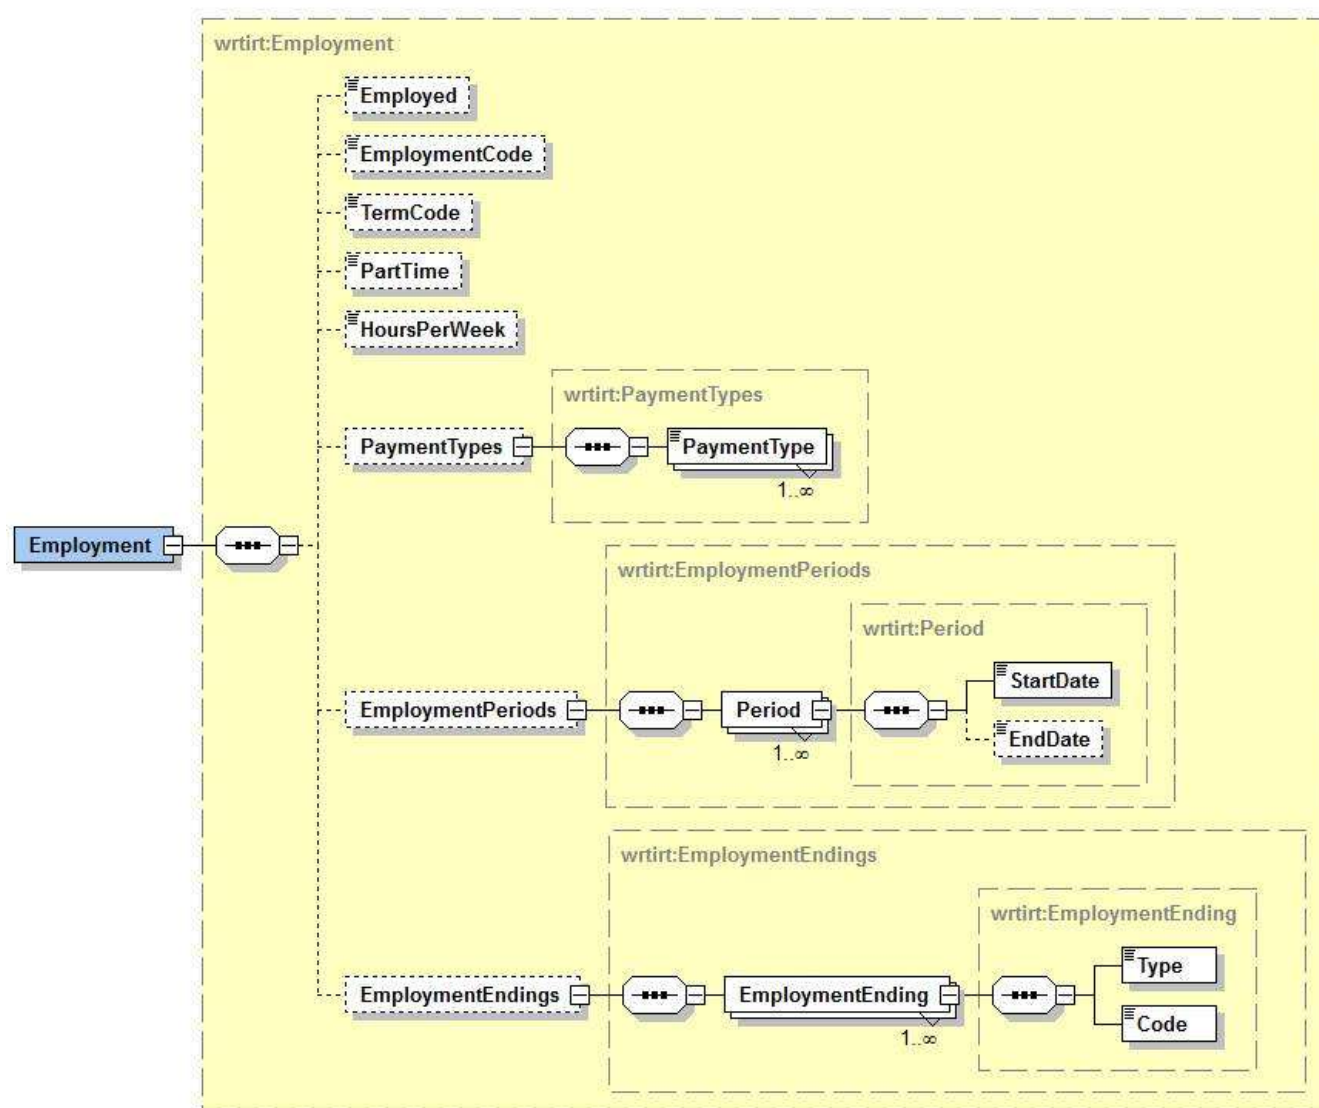 wrtirt:Employment
Employed
EmploymentCode
TermCode
PartTime
HoursPerWeek
wrtirt:PaymentTypes
PaymentTypes
PaymentType
1..∞
Employment
wrtirt:EmploymentPeriods
wrtirt:Period
StartDate
EmploymentPeriods
Period
EndDate
1..∞
wrtirt:EmploymentEndings
wrtirt:EmploymentEnding
Type
EmploymentEndings
EmploymentEnding
Code
1..∞